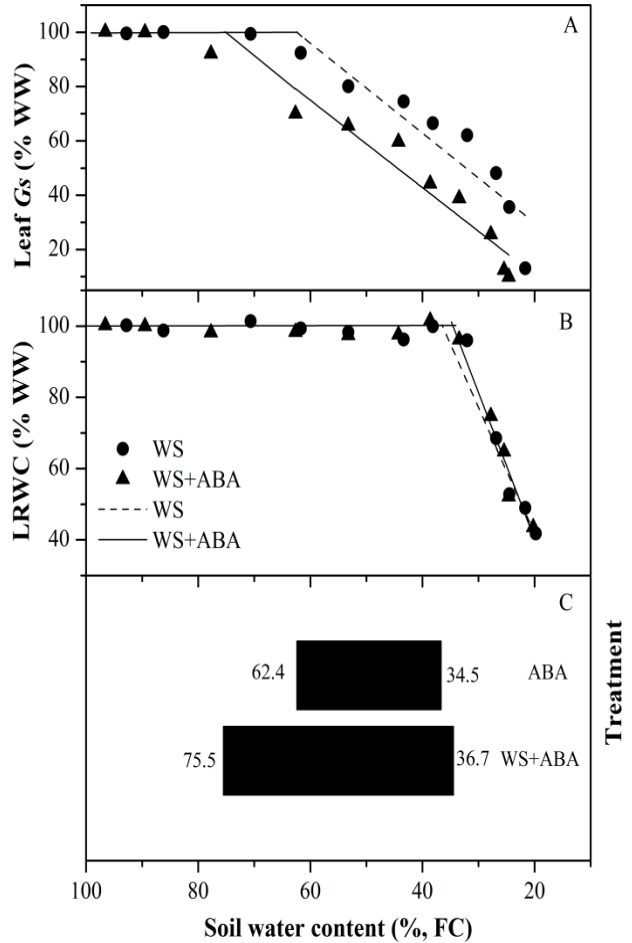 A
100
80
60
40
20
Leaf Gs (% WW)
B
100
80
60
40
LRWC (% WW)
WS
WS+ABA
WS
WS+ABA
C
62.4
34.5
ABA
75.5
36.7
WS+ABA
Treatment
100
80
60
40
20
Soil water content (%, FC)